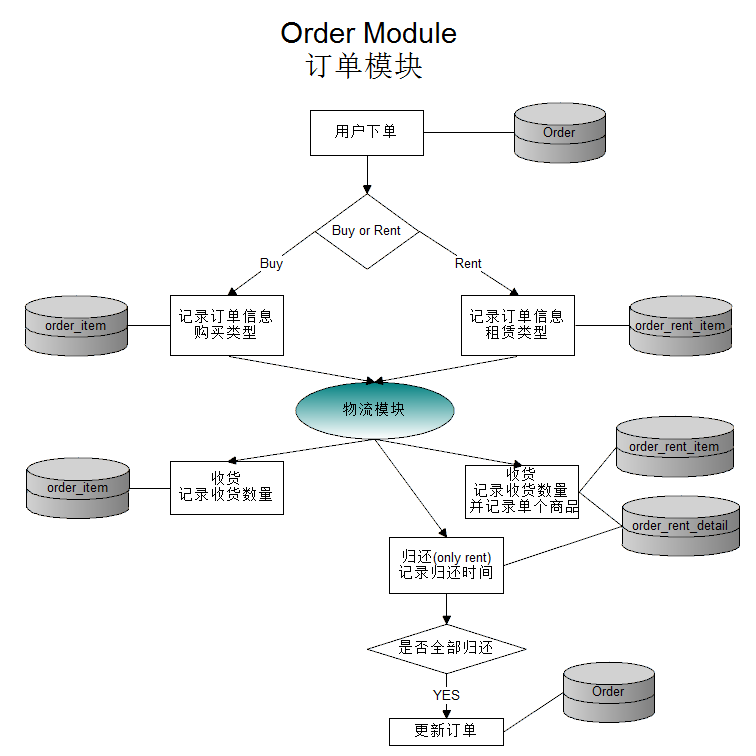 Order Module
订单模块
用户下单
Order
Buy or Rent
Buy
Rent
order_item
记录订单信息
购买类型
记录订单信息
租赁类型
order_rent_item
物流模块
order_item
收货
记录收货数量
收货
记录收货数量
并记录单个商品
order_rent_item
order_rent_detail
归还(only rent)
记录归还时间
是否全部归还
YES
Order
更新订单